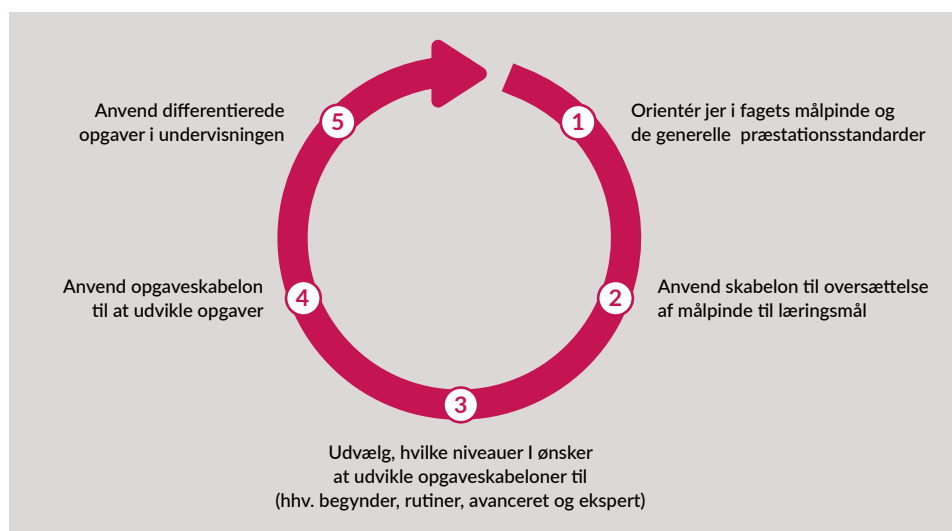 1
Orientér jer i fagets målpinde og
de generelle præstationsstandarder
2
Anvend skabelon til oversættelse
af målpinde til læringsmål
3
Udvælg, hvilke niveauer I ønsker
at udvikle opgaveskabeloner til
(hhv. begynder, rutiner, avanceret og ekspert)
4
Anvend opgaveskabelon
til at udvikle opgaver
5
Anvend differentierede
opgaver i undervisningen